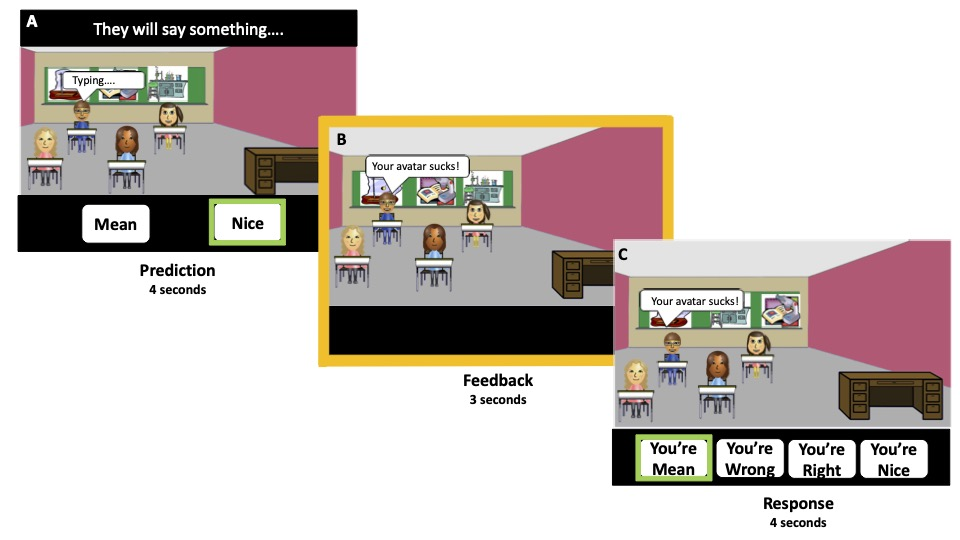 A
They will say something....
Typing....
Mean
Nice
Prediction
4 seconds
B
Your avatar sucks!
Feedback
3 seconds
C
Your avatar sucks!
You're
Mean
You're
Wrong
You're
Right
You're
Nice
Response
4 seconds